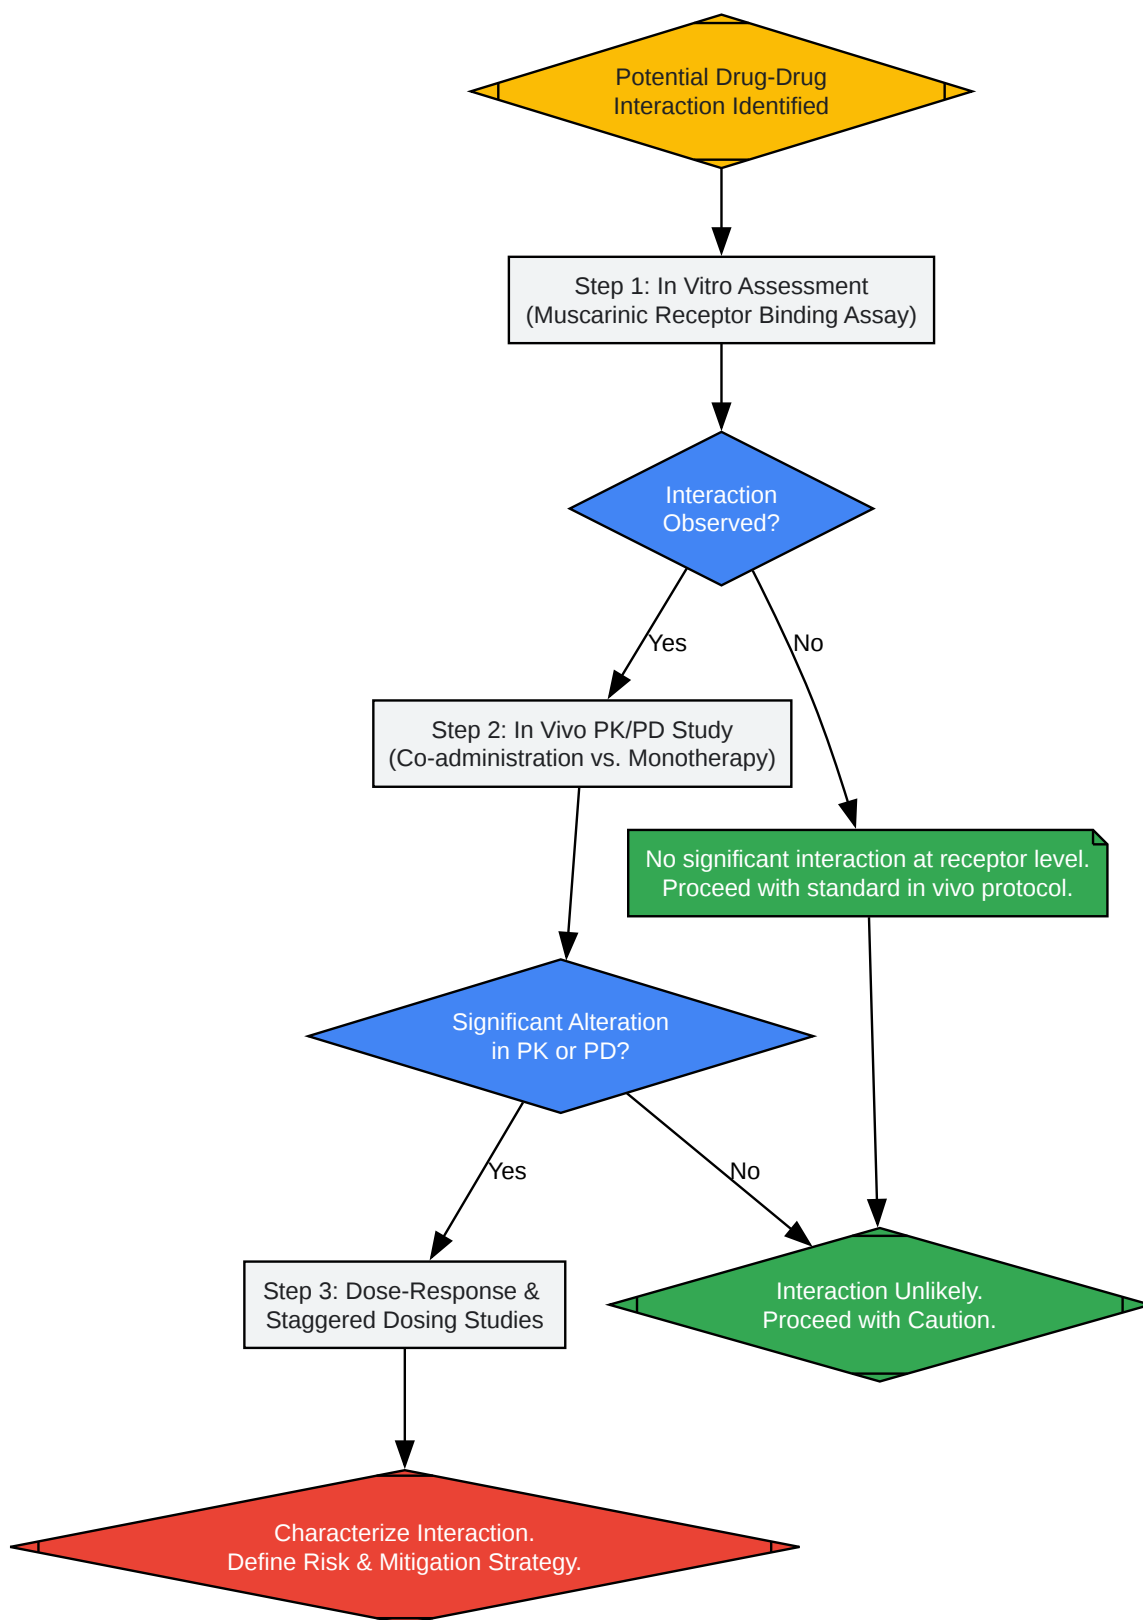 Potential Drug-Drug
Interaction Identified
Step 1: In Vitro Assessment
(Muscarinic Receptor Binding Assay)
Interaction
Observed?
Yes
No
Step 2: In Vivo PK/PD Study
(Co-administration vs. Monotherapy)
No significant interaction at receptor level.
Proceed with standard in vivo protocol.
Significant Alteration
in PK or PD?
Yes
No
Step 3: Dose-Response &
Staggered Dosing Studies
Interaction Unlikely.
Proceed with Caution.
Characterize Interaction.
Define Risk & Mitigation Strategy.